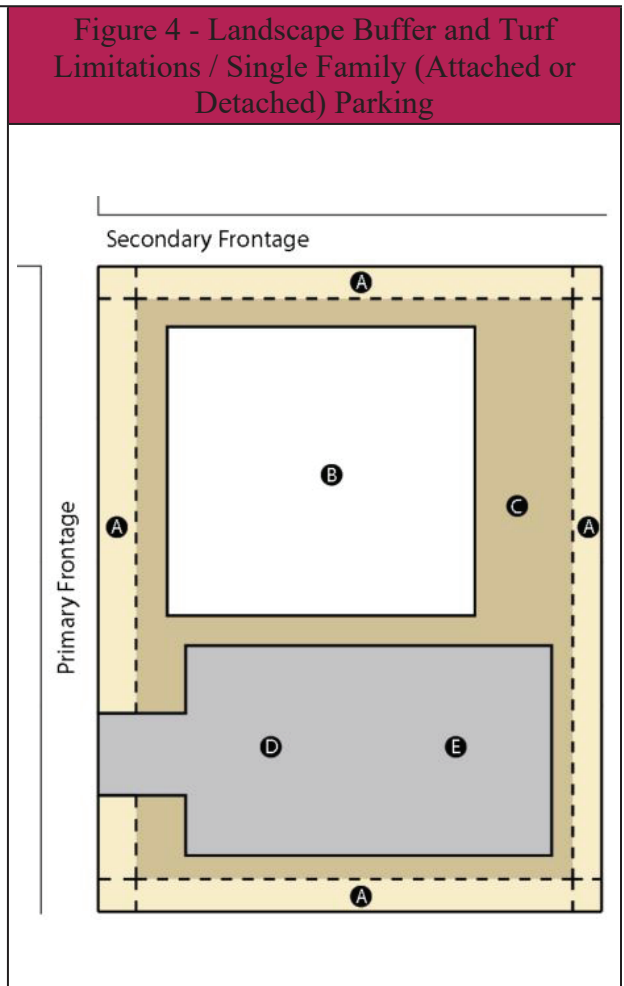 Figure 4 - Landscape Buffer and Turf
Limitations / Single Family (Attached or
Detached) Parking
Secondary Frontage
A
B
C
A
A
Primary Frontage
D
E
A